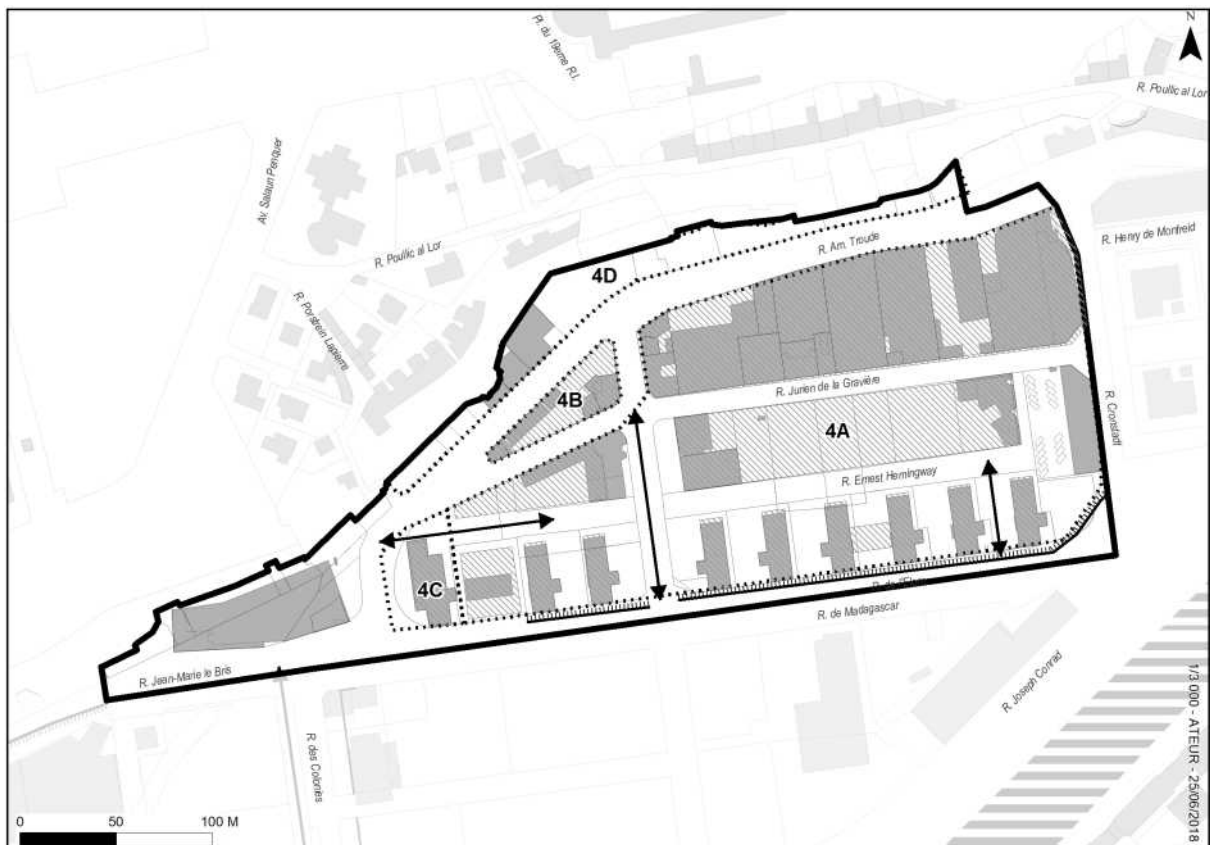 N
Pl. du 19eme R.I.
R. Poullic al Lor
Av. Salaun Penquer
R. Henry de Monfreid
R. Am. Troude
R. Poullic al Lor
4D
R. Porstrein Lapierre
R. Jurien de la Gravière
4B
R. Cronstadt
4A
R. Ernest Hemingway
4C
R. de Madagascar
R. Jean-Marie le Bris
R. Joseph Conrad
R. des Colonies
1/3 000 - ATEUR - 25/06/2018
0 50 100 M